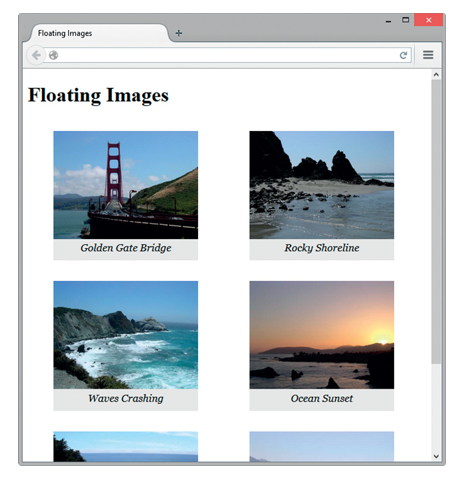 Floating Images
Floating Images
Golden Gate Bridge
Rocky Shoreline
Waves Crashing
Ocean Sunset